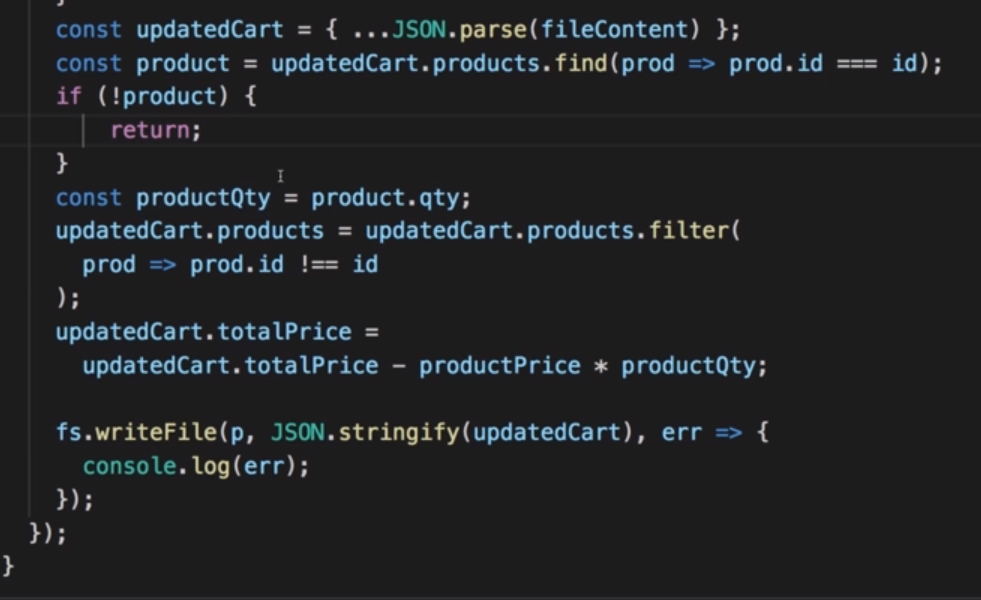 }
const updatedCart = { ...JSON.parse(fileContent) };
const product = updatedCart.products.find(prod => prod.id === id);
if (!product) {
return;
}
const productQty = product.qty;
updatedCart.products = updatedCart.products.filter(
prod => prod.id !== id
);
updatedCart.totalPrice =
updatedCart.totalPrice - productPrice * productQty;
fs.writeFile(p, JSON.stringify(updatedCart), err => {
console.log(err);
});
});
}